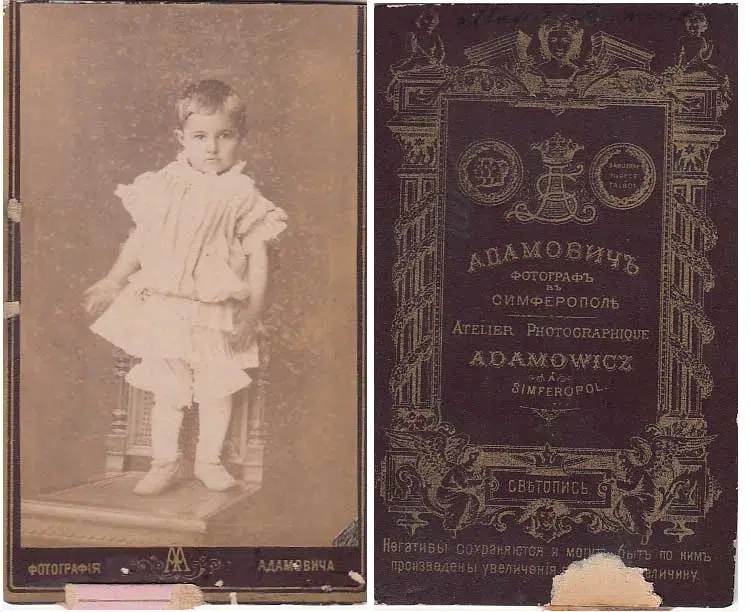 ФОТОГРАФІЯ
АДАМОВИЧА
АДАМОВИЧЪ
ФОТОГРАФЪ
ВЪ
СИМФЕРОПОЛѢ
ATELIER PHOTOGRAPHIQUE
ADAMOWICZ
A
SIMFEROPOL.
СВѢТОПИСЬ
Негативы сохраняются и могутъ быть по нимъ
произведены увеличенія величину.